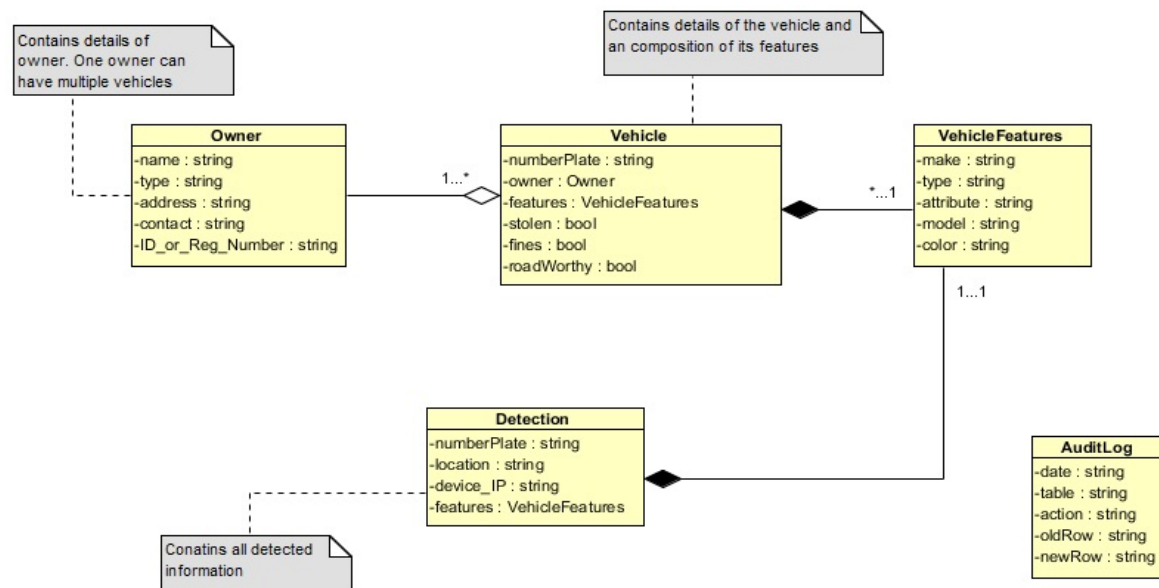 Contains details of
owner. One owner can
have multiple vehicles
Contains details of the vehicle and
an composition of its features
Owner
-name : string
-type : string
-address : string
-contact : string
-ID_or_Reg_Number : string
1...*
Vehicle
-numberPlate : string
-owner : Owner
-features : VehicleFeatures
-stolen : bool
-fines : bool
-roadWorthy : bool
*...1
VehicleFeatures
-make : string
-type : string
-attribute : string
-model : string
-color : string
1...1
Detection
-numberPlate : string
-location : string
-device_IP : string
-features : VehicleFeatures
AuditLog
-date : string
-table : string
-action : string
-oldRow : string
-newRow : string
Conatins all detected
information